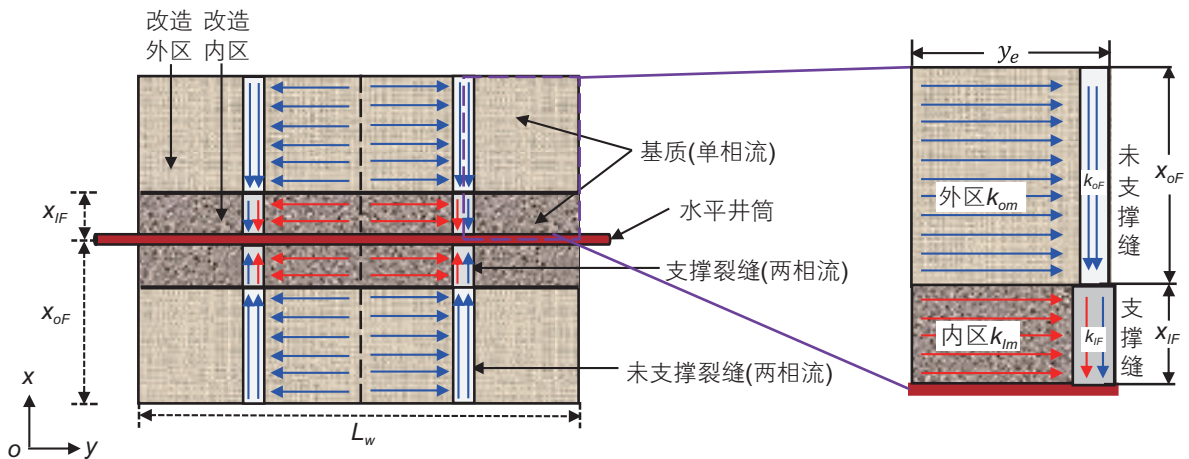 改造 改造
外区 内区
x_IF
x_oF
x
o
y
L_w
基质(单相流)
水平井筒
支撑裂缝(两相流)
未支撑裂缝(两相流)
y_e
外区k_om
k_oF
未支撑缝
x_oF
内区k_Im
k_IF
支撑缝
x_IF